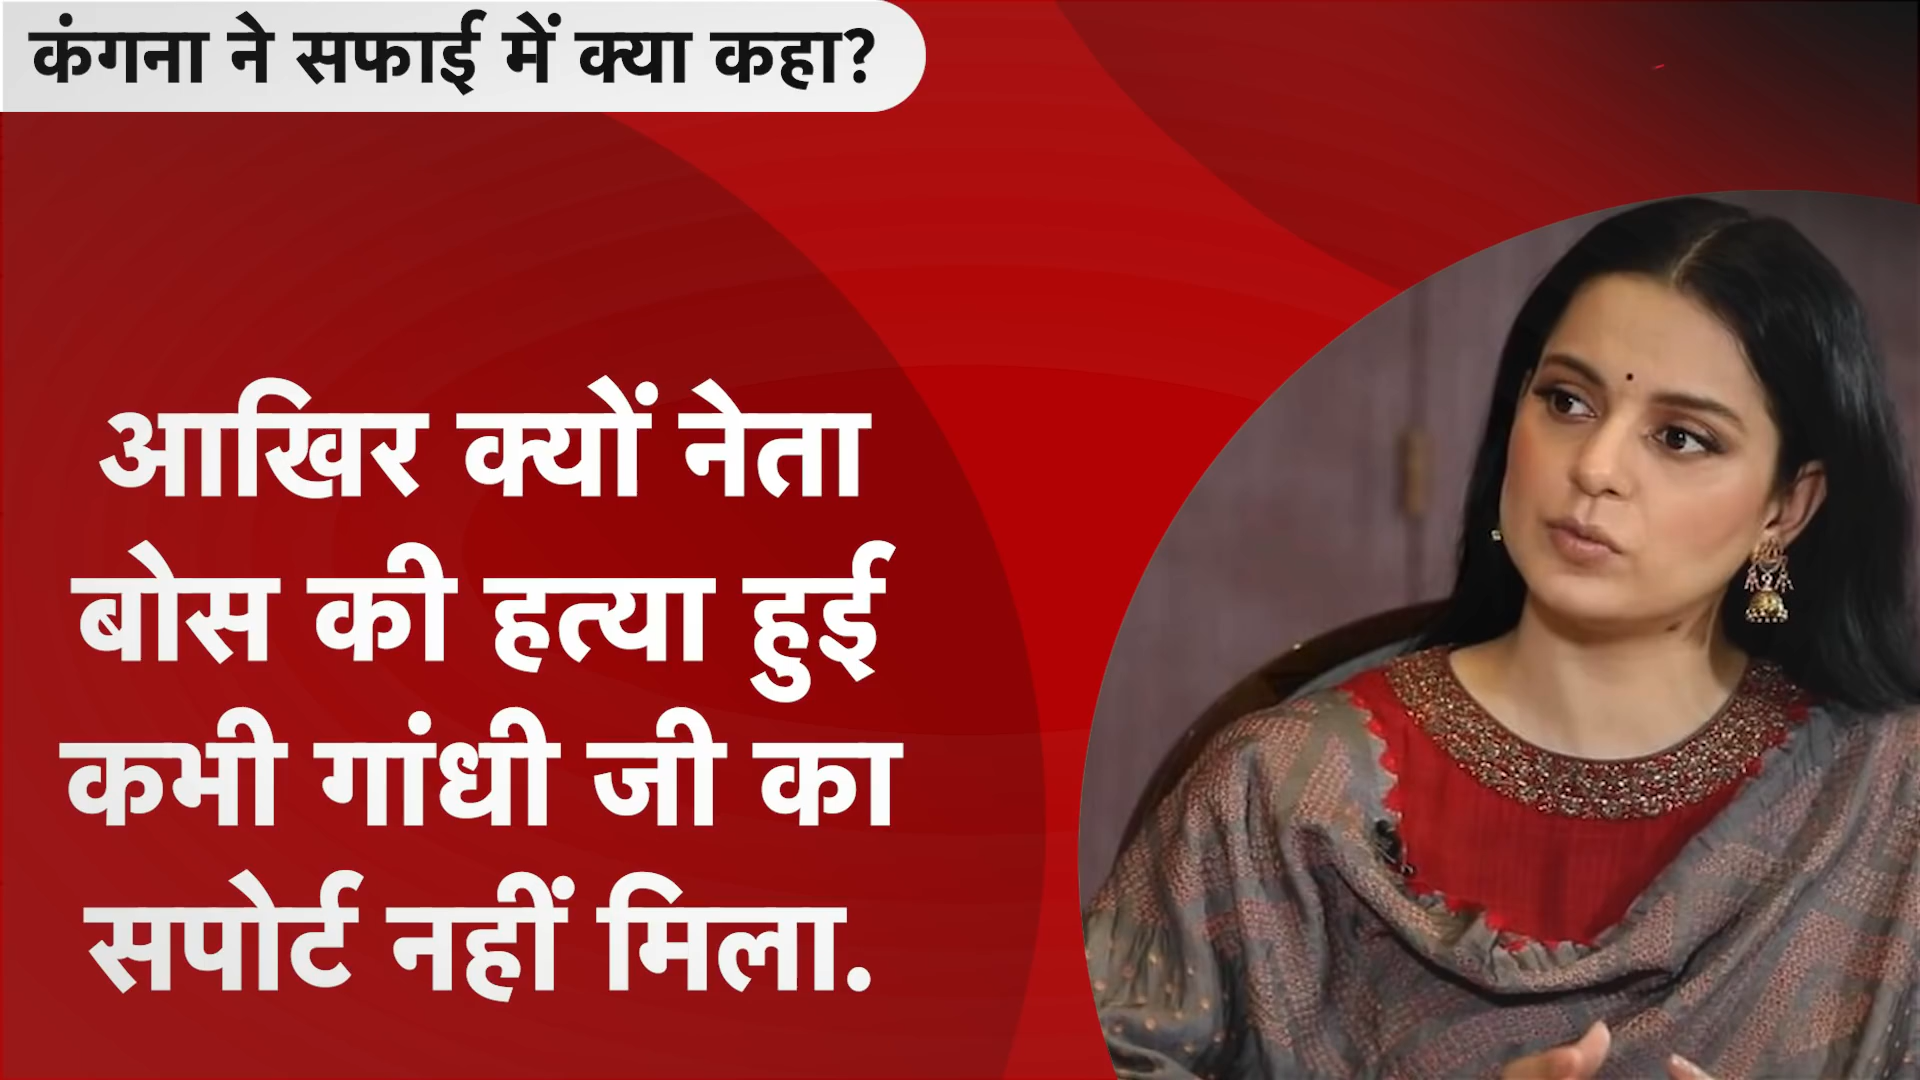 कंगना ने सफाई में क्या कहा?
आखिर क्यों नेता
बोस की हत्या हुई
कभी गांधी जी का
सपोर्ट नहीं मिला.